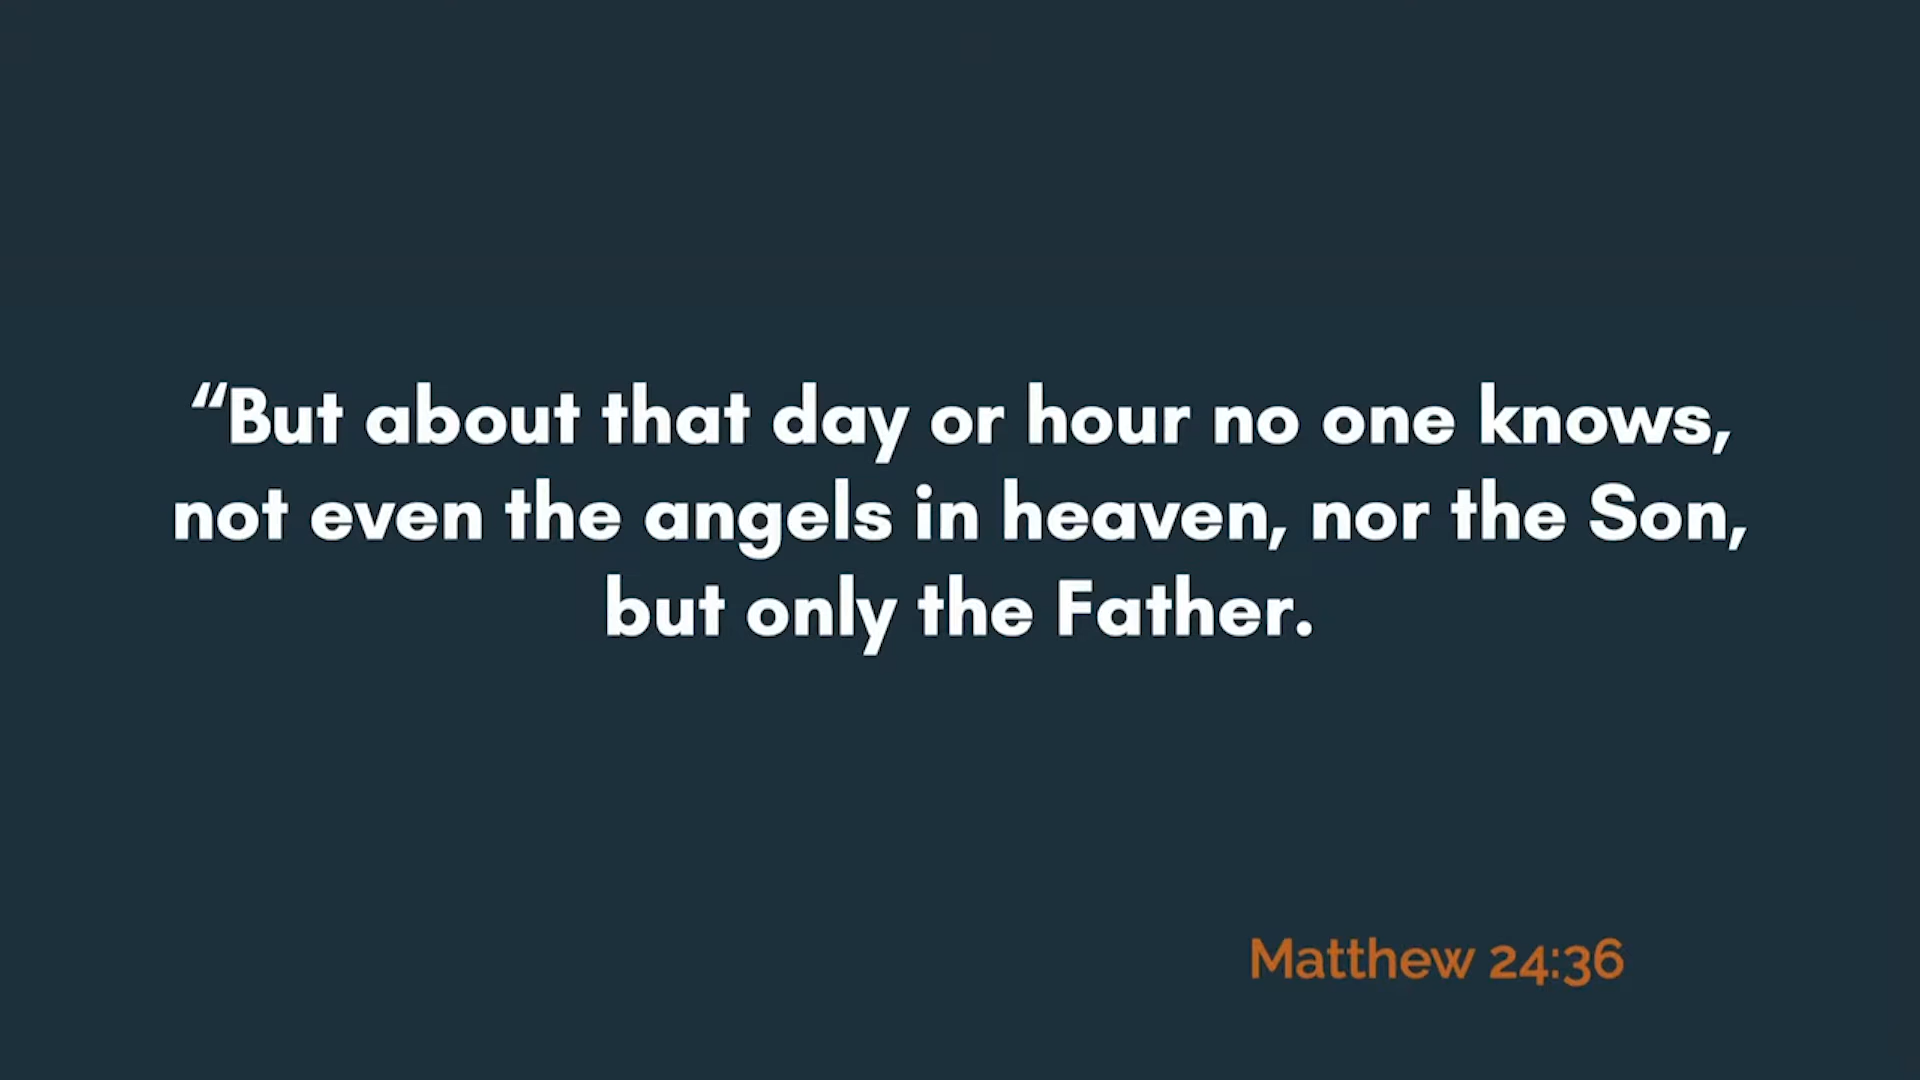 “But about that day or hour no one knows,
not even the angels in heaven, nor the Son,
but only the Father.
Matthew 24:36